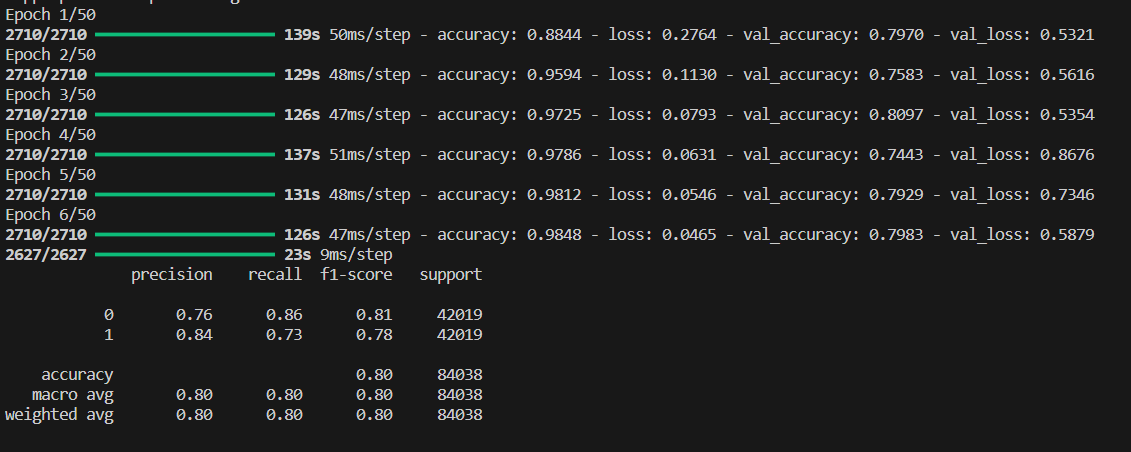 Epoch 1/50
2710/2710 139s 50ms/step - accuracy: 0.8844 - loss: 0.2764 - val_accuracy: 0.7970 - val_loss: 0.5321
Epoch 2/50
2710/2710 129s 48ms/step - accuracy: 0.9594 - loss: 0.1130 - val_accuracy: 0.7583 - val_loss: 0.5616
Epoch 3/50
2710/2710 126s 47ms/step - accuracy: 0.9725 - loss: 0.0793 - val_accuracy: 0.8097 - val_loss: 0.5354
Epoch 4/50
2710/2710 137s 51ms/step - accuracy: 0.9786 - loss: 0.0631 - val_accuracy: 0.7443 - val_loss: 0.8676
Epoch 5/50
2710/2710 131s 48ms/step - accuracy: 0.9812 - loss: 0.0546 - val_accuracy: 0.7929 - val_loss: 0.7346
Epoch 6/50
2710/2710 126s 47ms/step - accuracy: 0.9848 - loss: 0.0465 - val_accuracy: 0.7983 - val_loss: 0.5879
2627/2627 23s 9ms/step
precision recall f1-score support
0 0.76 0.86 0.81 42019
1 0.84 0.73 0.78 42019
accuracy 0.80 84038
macro avg 0.80 0.80 0.80 84038
weighted avg 0.80 0.80 0.80 84038